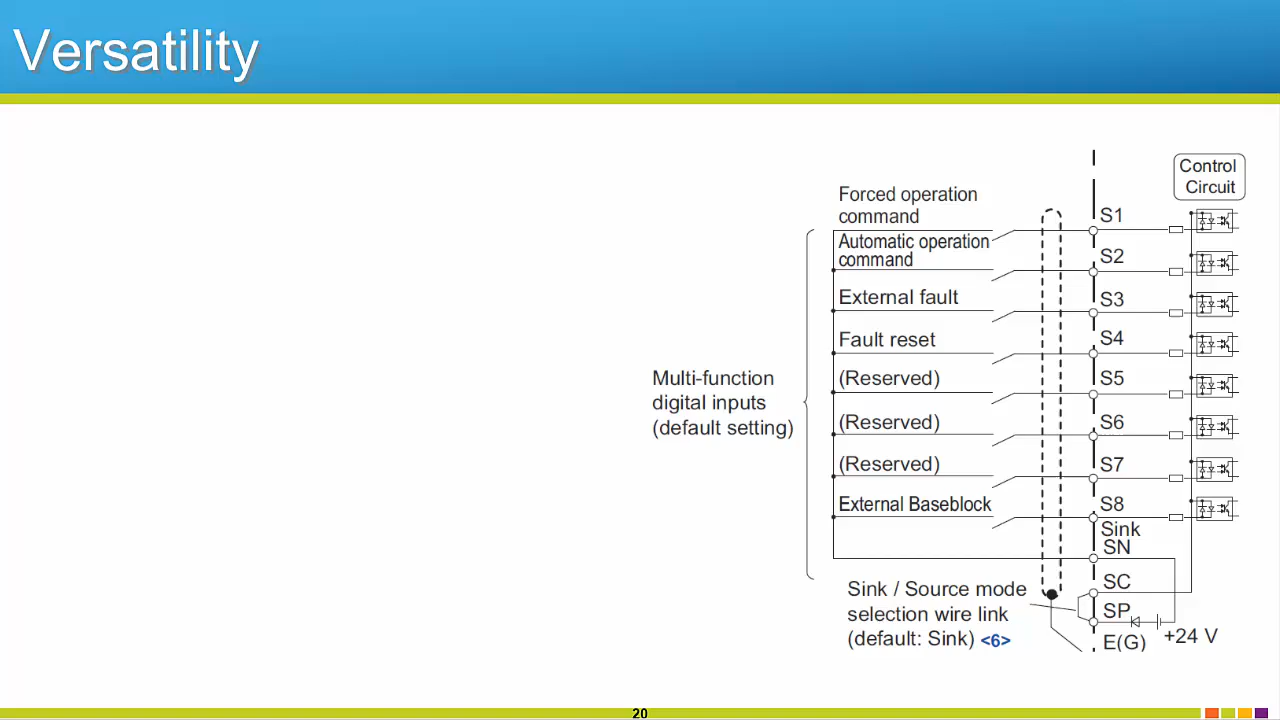 Versatility
Control
Circuit
Forced operation
command
S1
Automatic operation
command
S2
External fault
S3
Fault reset
S4
Multi-function
digital inputs
(default setting)
(Reserved)
S5
(Reserved)
S6
(Reserved)
S7
External Baseblock
S8
Sink
SN
SC
Sink / Source mode
selection wire link
(default: Sink) <6>
SP
E(G)
+24 V
20